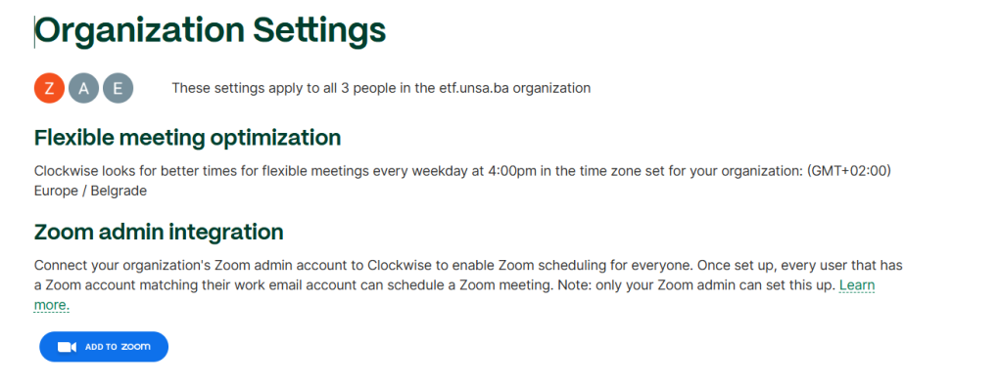 Organization Settings
Z A E These settings apply to all 3 people in the etf.unsa.ba organization
Flexible meeting optimization
Clockwise looks for better times for flexible meetings every weekday at 4:00pm in the time zone set for your organization: (GMT+02:00)
Europe / Belgrade
Zoom admin integration
Connect your organization's Zoom admin account to Clockwise to enable Zoom scheduling for everyone. Once set up, every user that has
a Zoom account matching their work email account can schedule a Zoom meeting. Note: only your Zoom admin can set this up. Learn
more.
ADD TO zoom